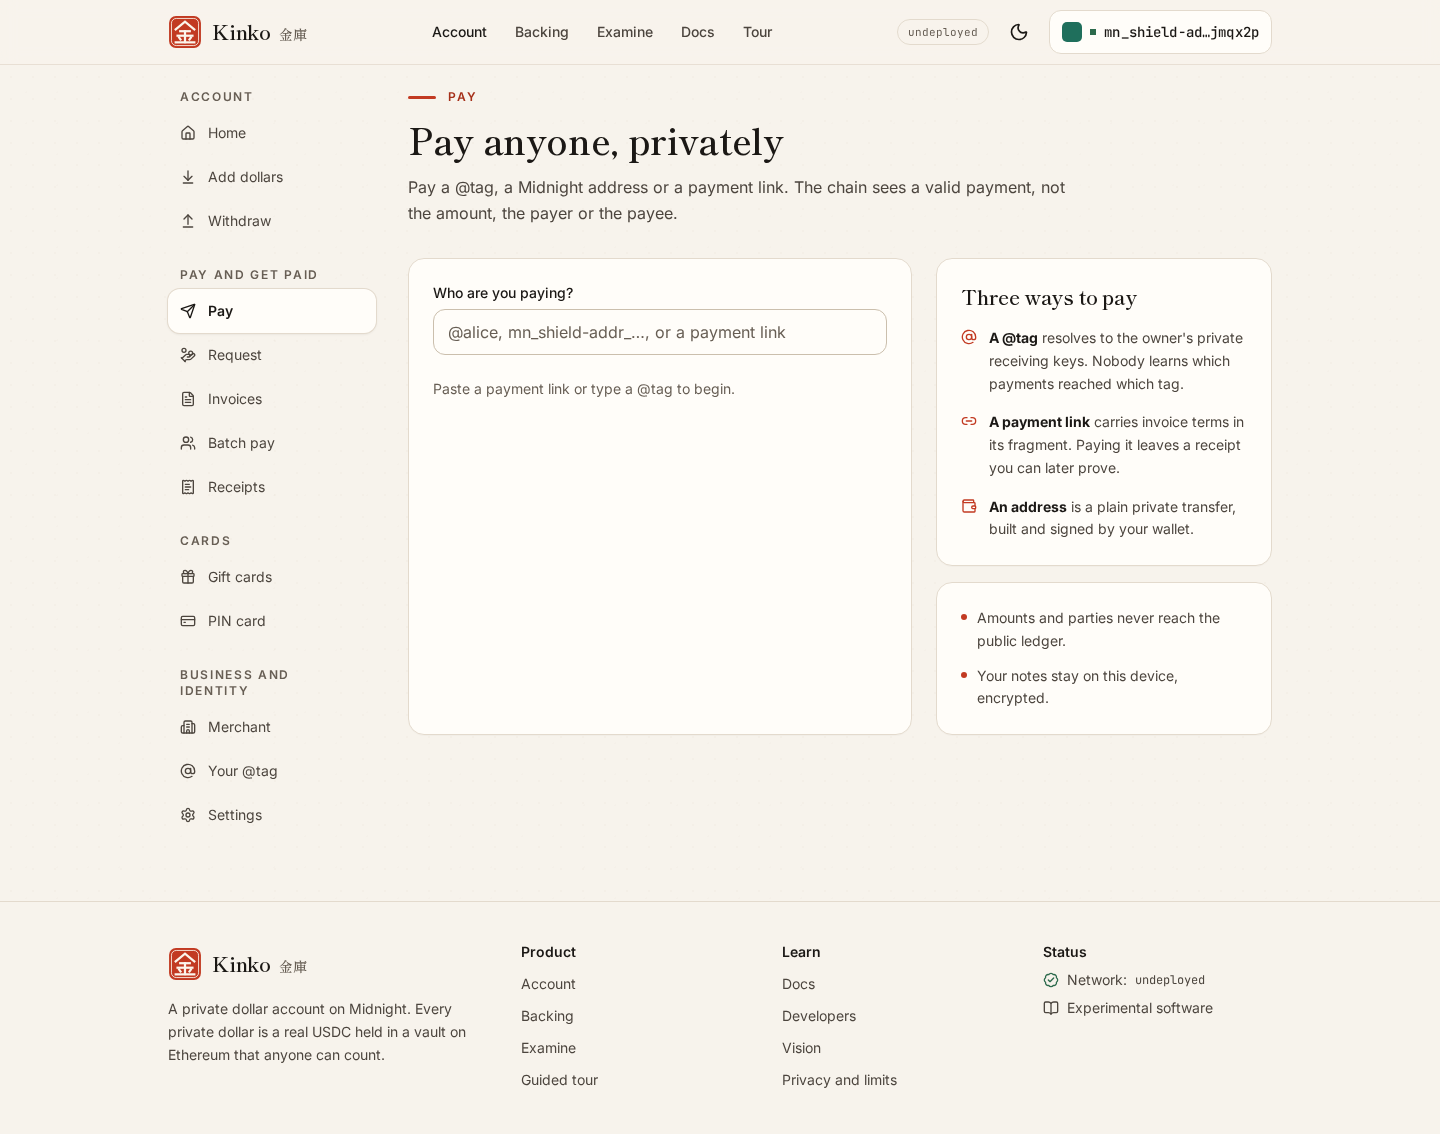 金 Kinko 金庫
Account Backing Examine Docs Tour
undeployed
mn_shield-ad…jmqx2p
ACCOUNT
Home
Add dollars
Withdraw
PAY AND GET PAID
Pay
Request
Invoices
Batch pay
Receipts
CARDS
Gift cards
PIN card
BUSINESS AND
IDENTITY
Merchant
Your @tag
Settings
PAY
Pay anyone, privately
Pay a @tag, a Midnight address or a payment link. The chain sees a valid payment, not
the amount, the payer or the payee.
Who are you paying?
@alice, mn_shield-addr_…, or a payment link
Paste a payment link or type a @tag to begin.
Three ways to pay
A @tag resolves to the owner's private
receiving keys. Nobody learns which
payments reached which tag.
A payment link carries invoice terms in
its fragment. Paying it leaves a receipt
you can later prove.
An address is a plain private transfer,
built and signed by your wallet.
Amounts and parties never reach the
public ledger.
Your notes stay on this device,
encrypted.
金 Kinko 金庫
A private dollar account on Midnight. Every
private dollar is a real USDC held in a vault on
Ethereum that anyone can count.
Product
Account
Backing
Examine
Guided tour
Learn
Docs
Developers
Vision
Privacy and limits
Status
Network: undeployed
Experimental software